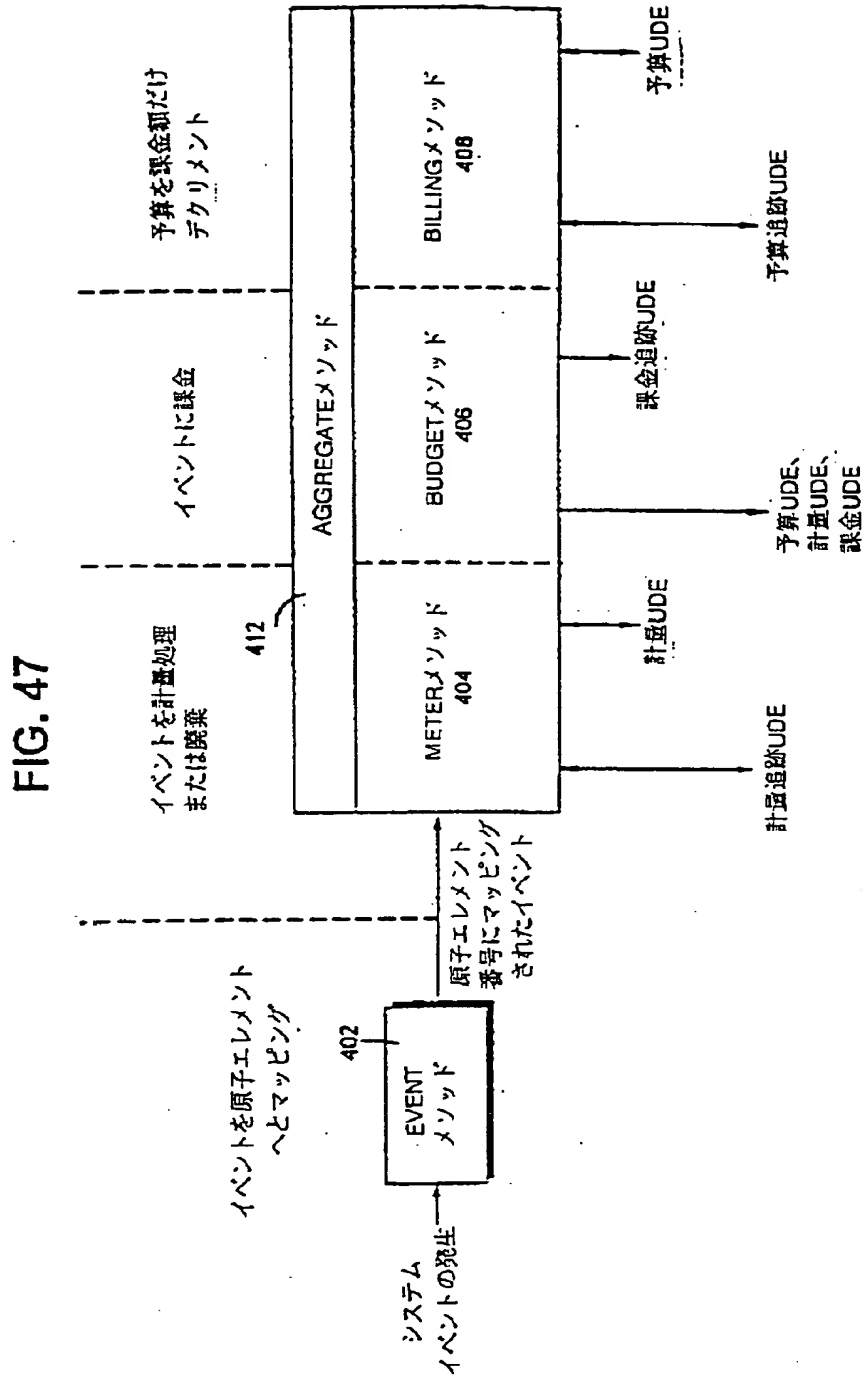 FIG. 47
イベントを原子エレメント
へとマッピング
イベントを計量処理
または廃棄
イベントに課金
予算を課金額だけ
デクリメント
システム
イベントの発生
402
EVENT
メソッド
原子エレメント
番号にマッピング
されたイベント
412
AGGREGATEメソッド
METERメソッド
404
BUDGETメソッド
406
BILLINGメソッド
408
計量追跡UDE
計量UDE
予算UDE、
計量UDE、
課金UDE
課金追跡UDE
予算追跡UDE
予算UDE